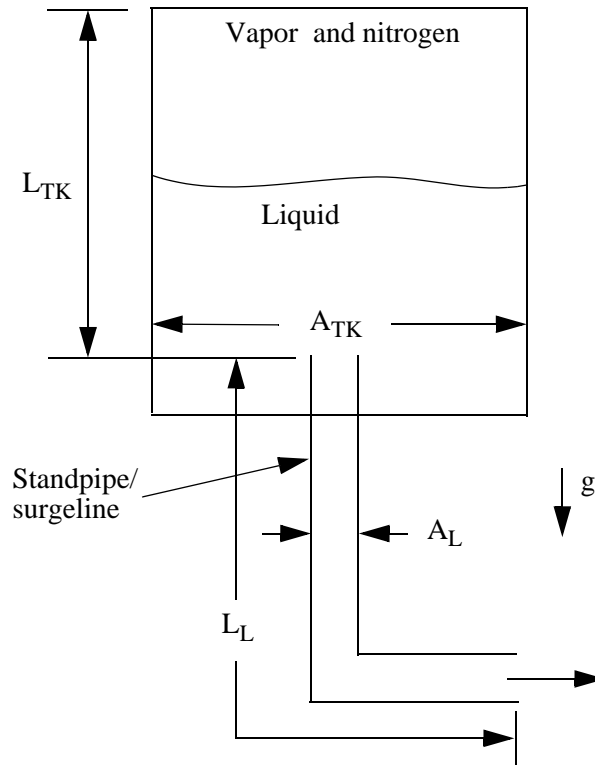 Vapor and nitrogen
L_TK
Liquid
A_TK
Standpipe/
surgeline
g
A_L
L_L